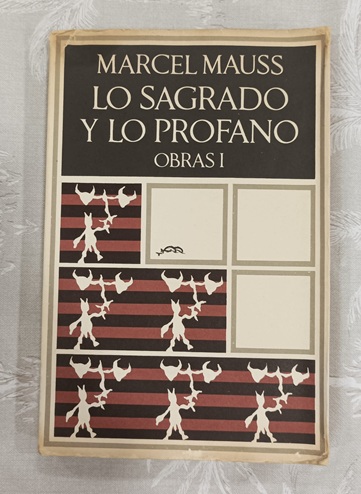 MARCEL MAUSS
LO SAGRADO
Y LO PROFANO
OBRAS I